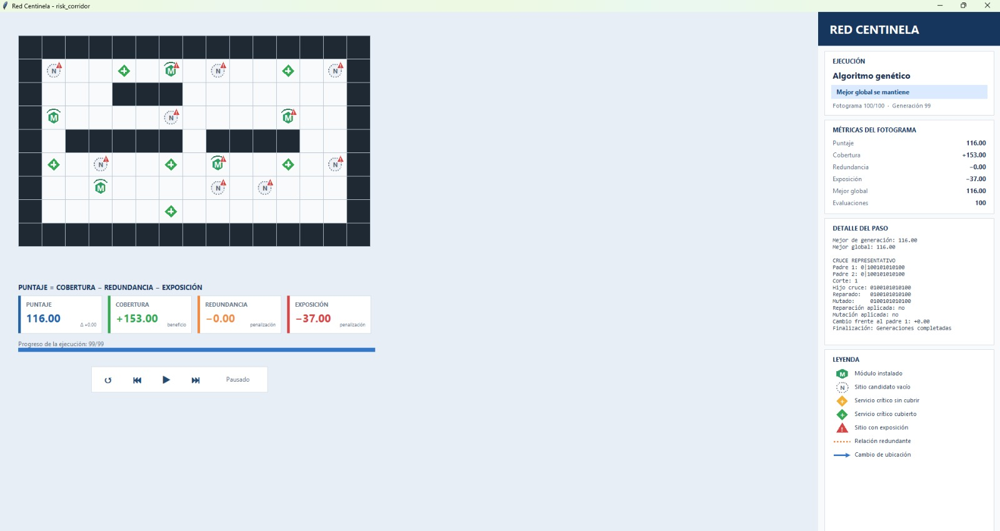 Red Centinela - risk_corridor
RED CENTINELA
EJECUCIÓN
Algoritmo genético
Mejor global se mantiene
Fotograma 100/100 · Generación 99
MÉTRICAS DEL FOTOGRAMA
Puntaje 116.00
Cobertura +153.00
Redundancia −0.00
Exposición −37.00
Mejor global 116.00
Evaluaciones 100
DETALLE DEL PASO
Mejor de generación: 116.00
Mejor global: 116.00
CRUCE REPRESENTATIVO
Padre 1: 0|100101010100
Padre 2: 0|100101010100
Corte: 1
Hijo cruce: 0100101010100
Reparado: 0100101010100
Mutado: 0100101010100
Reparación aplicada: no
Mutación aplicada: no
Cambio frente al padre 1: +0.00
Finalización: Generaciones completadas
LEYENDA
M Módulo instalado
N Sitio candidato vacío
Servicio crítico sin cubrir
Servicio crítico cubierto
! Sitio con exposición
Relación redundante
Cambio de ubicación
N M N N
M N M
N M N
M N N
PUNTAJE = COBERTURA − REDUNDANCIA − EXPOSICIÓN
PUNTAJE
116.00
Δ +0.00
COBERTURA
+153.00
beneficio
REDUNDANCIA
−0.00
penalización
EXPOSICIÓN
−37.00
penalización
Progreso de la ejecución: 99/99
Pausado